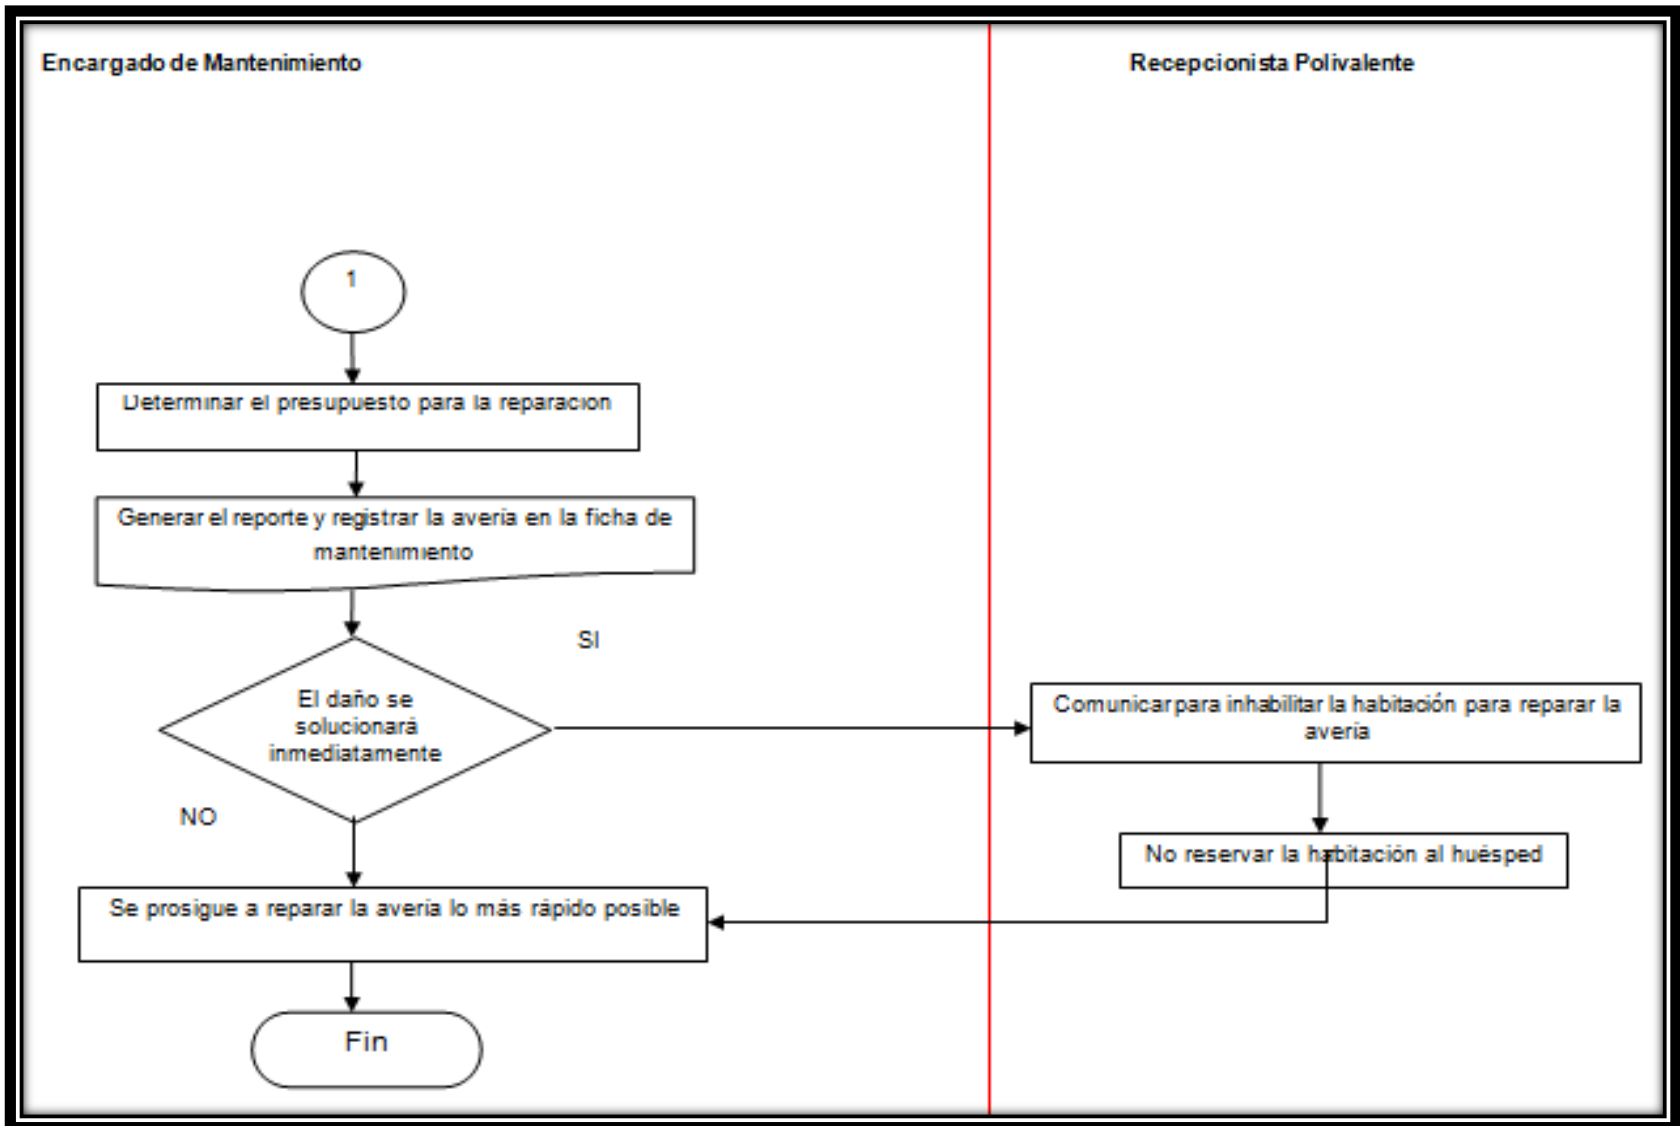 Encargado de Mantenimiento
Recepcionista Polivalente
1
Determinar el presupuesto para la reparación
Generar el reporte y registrar la avería en la ficha de
mantenimiento
SI
El daño se
solucionará
inmediatamente
Comunicar para inhabilitar la habitación para reparar la
avería
NO
No reservar la habitación al huésped
Se prosigue a reparar la avería lo más rápido posible
Fin